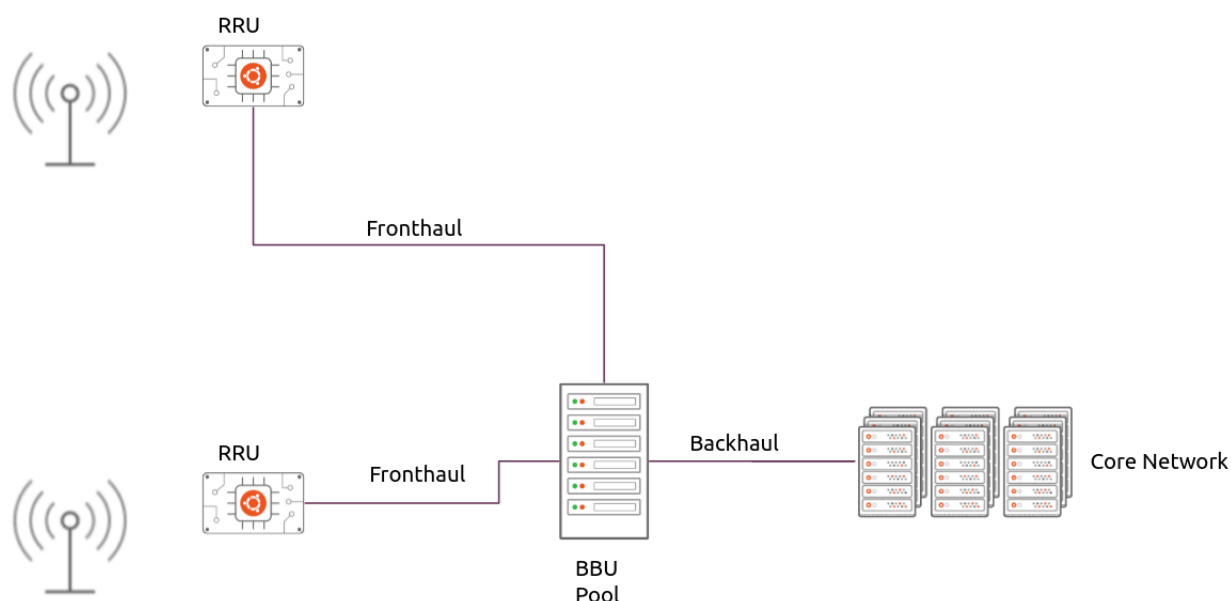 RRU
Fronthaul
RRU
Fronthaul
Backhaul
Core Network
BBU
Pool